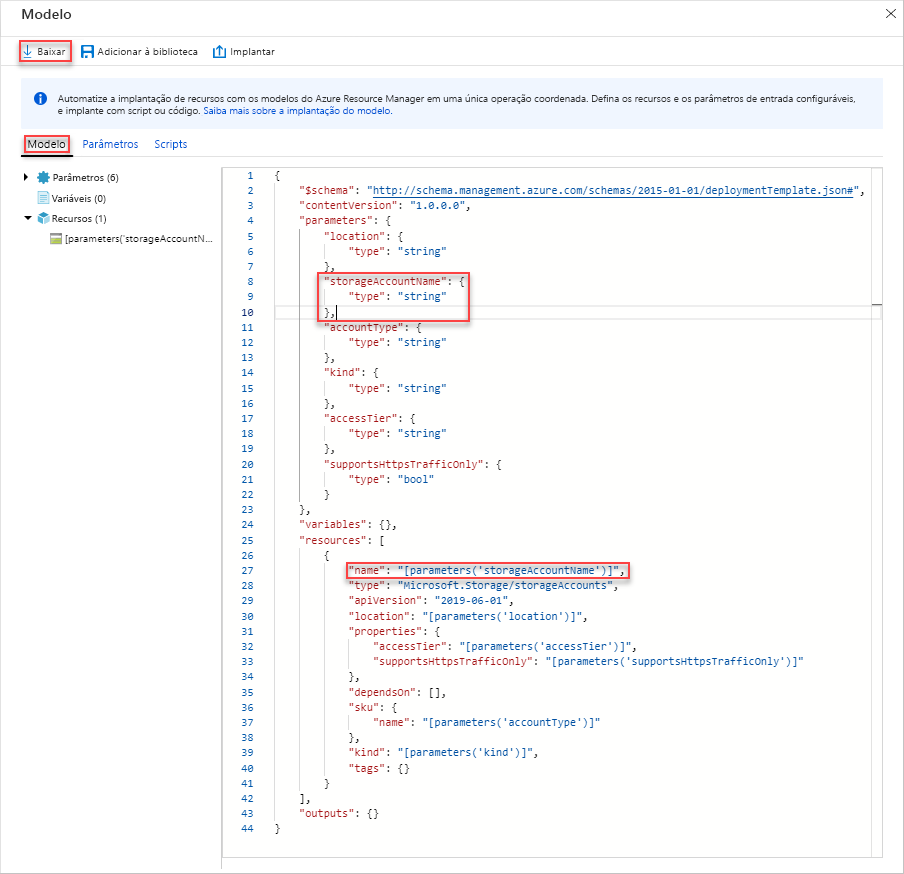 Modelo
Baixar Adicionar à biblioteca Implantar
Automatize a implantação de recursos com os modelos do Azure Resource Manager em uma única operação coordenada. Defina os recursos e os parâmetros de entrada configuráveis,
e implante com script ou código. Saiba mais sobre a implantação do modelo.
Modelo Parâmetros Scripts
Parâmetros (6)
Variáveis (0)
Recursos (1)
[parameters('storageAccountN...
1 {
2 "$schema": "http://schema.management.azure.com/schemas/2015-01-01/deploymentTemplate.json#",
3 "contentVersion": "1.0.0.0",
4 "parameters": {
5 "location": {
6 "type": "string"
7 },
8 "storageAccountName": {
9 "type": "string"
10 },
11 "accountType": {
12 "type": "string"
13 },
14 "kind": {
15 "type": "string"
16 },
17 "accessTier": {
18 "type": "string"
19 },
20 "supportsHttpsTrafficOnly": {
21 "type": "bool"
22 }
23 },
24 "variables": {},
25 "resources": [
26 {
27 "name": "[parameters('storageAccountName')]",
28 "type": "Microsoft.Storage/storageAccounts",
29 "apiVersion": "2019-06-01",
30 "location": "[parameters('location')]",
31 "properties": {
32 "accessTier": "[parameters('accessTier')]",
33 "supportsHttpsTrafficOnly": "[parameters('supportsHttpsTrafficOnly')]"
34 },
35 "dependsOn": [],
36 "sku": {
37 "name": "[parameters('accountType')]"
38 },
39 "kind": "[parameters('kind')]",
40 "tags": {}
41 }
42 ],
43 "outputs": {}
44 }